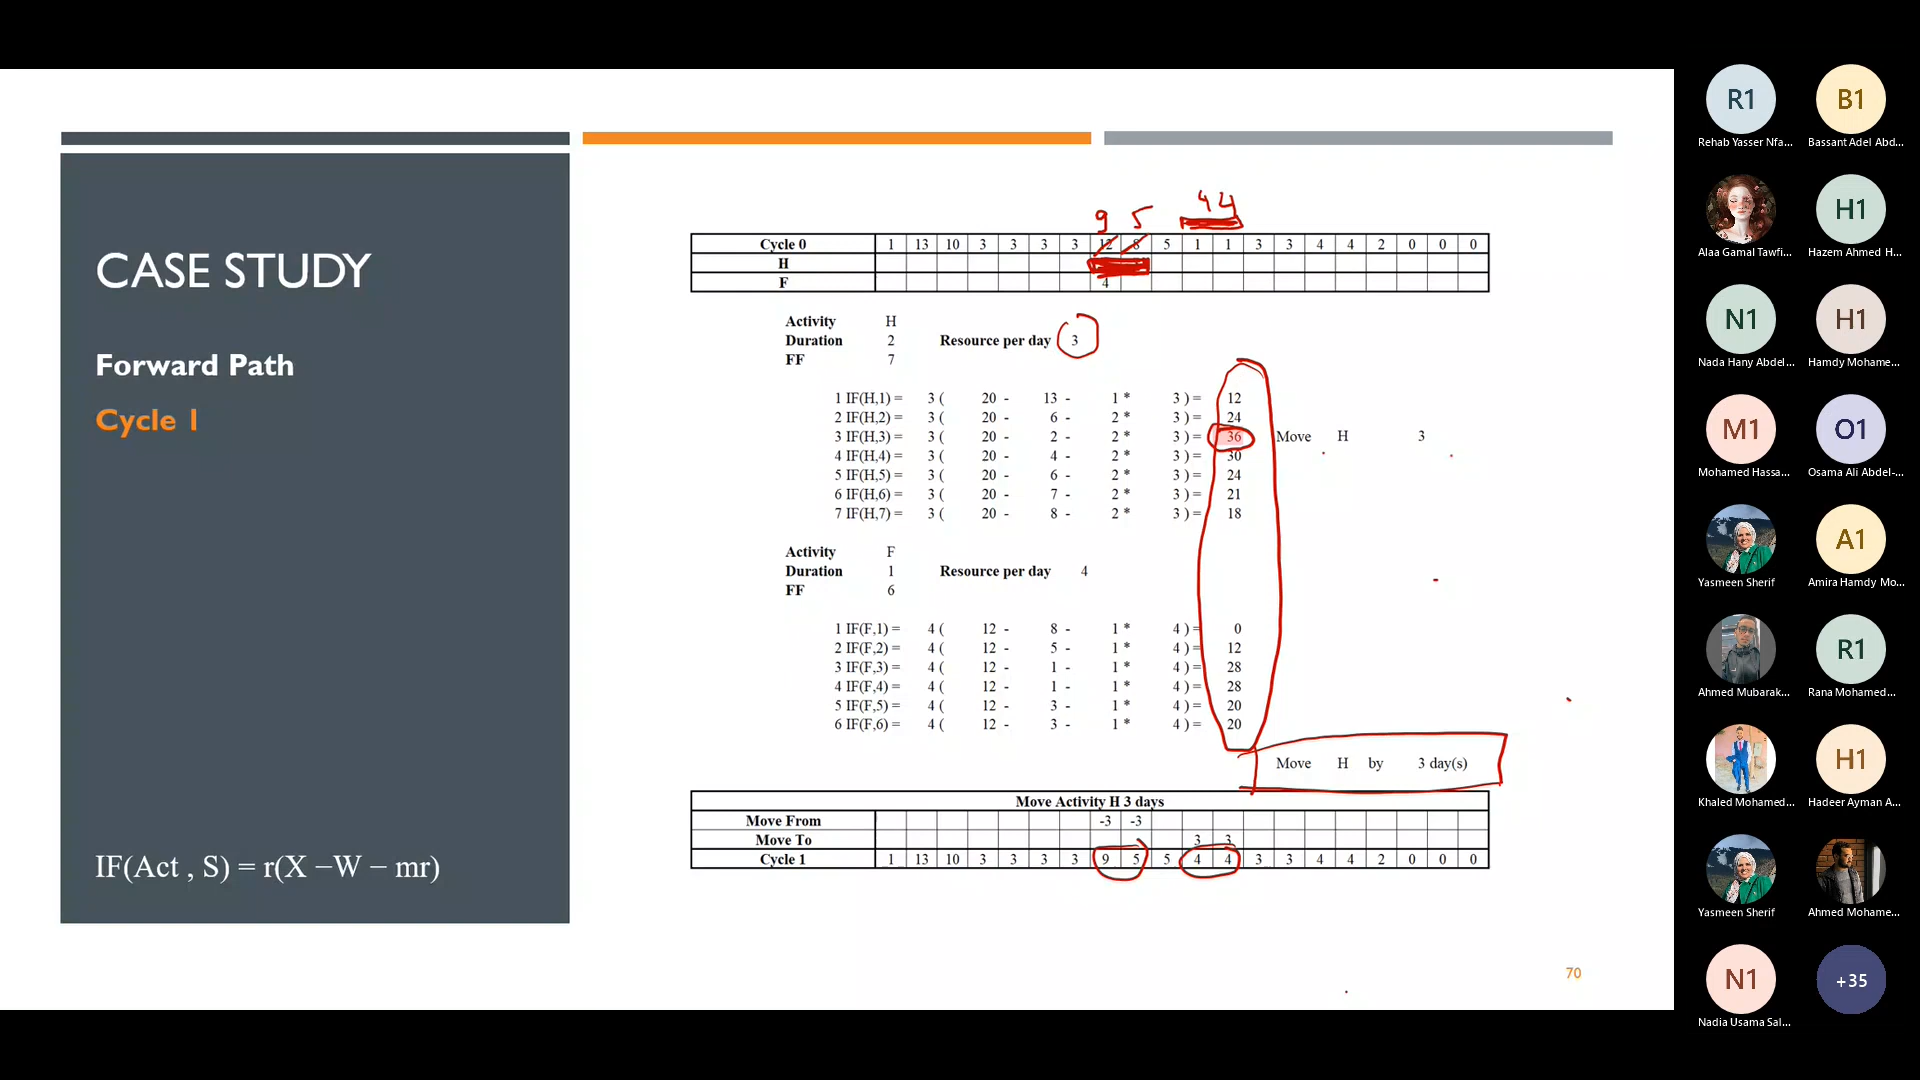 CASE STUDY
Forward Path
Cycle 1
IF(Act , S) = r(X –W – mr)
9 5 4 4
Cycle 0 1 13 10 3 3 3 3 12 8 5 1 1 3 3 4 4 2 0 0 0
H
F 4
Activity H
Duration 2 Resource per day 3
FF 7
1 IF(H,1) = 3 ( 20 - 13 - 1 * 3 ) = 12
2 IF(H,2) = 3 ( 20 - 6 - 2 * 3 ) = 24
3 IF(H,3) = 3 ( 20 - 2 - 2 * 3 ) = 36 Move H 3
4 IF(H,4) = 3 ( 20 - 4 - 2 * 3 ) = 30
5 IF(H,5) = 3 ( 20 - 6 - 2 * 3 ) = 24
6 IF(H,6) = 3 ( 20 - 7 - 2 * 3 ) = 21
7 IF(H,7) = 3 ( 20 - 8 - 2 * 3 ) = 18
Activity F
Duration 1 Resource per day 4
FF 6
1 IF(F,1) = 4 ( 12 - 8 - 1 * 4 ) = 0
2 IF(F,2) = 4 ( 12 - 5 - 1 * 4 ) = 12
3 IF(F,3) = 4 ( 12 - 1 - 1 * 4 ) = 28
4 IF(F,4) = 4 ( 12 - 1 - 1 * 4 ) = 28
5 IF(F,5) = 4 ( 12 - 3 - 1 * 4 ) = 20
6 IF(F,6) = 4 ( 12 - 3 - 1 * 4 ) = 20
Move H by 3 day(s)
Move Activity H 3 days
Move From -3 -3
Move To 3 3
Cycle 1 1 13 10 3 3 3 3 9 5 5 4 4 3 3 4 4 2 0 0 0
70
R1 B1
Rehab Yasser Nfa... Bassant Adel Abd...
H1
Alaa Gamal Tawfi... Hazem Ahmed H...
N1 H1
Nada Hany Abdel... Hamdy Mohame...
M1 O1
Mohamed Hassa... Osama Ali Abdel-...
A1
Yasmeen Sherif Amira Hamdy Mo...
R1
Ahmed Mubarak... Rana Mohamed...
H1
Khaled Mohamed... Hadeer Ayman A...
Yasmeen Sherif Ahmed Mohame...
N1 +35
Nadia Usama Sal...